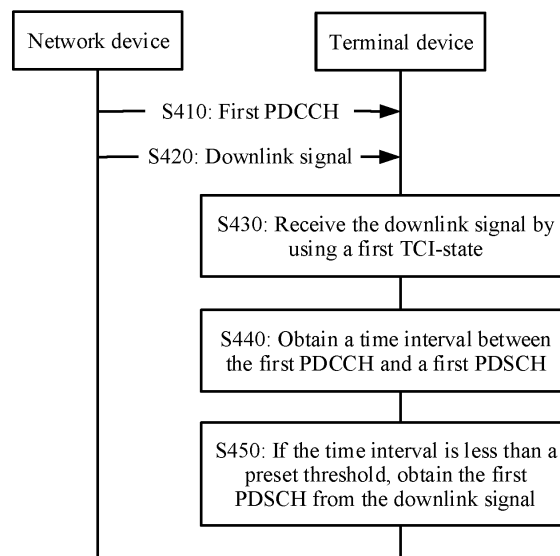 Network device
Terminal device
S410: First PDCCH
S420: Downlink signal
S430: Receive the downlink signal by
using a first TCI-state
S440: Obtain a time interval between
the first PDCCH and a first PDSCH
S450: If the time interval is less than a
preset threshold, obtain the first
PDSCH from the downlink signal